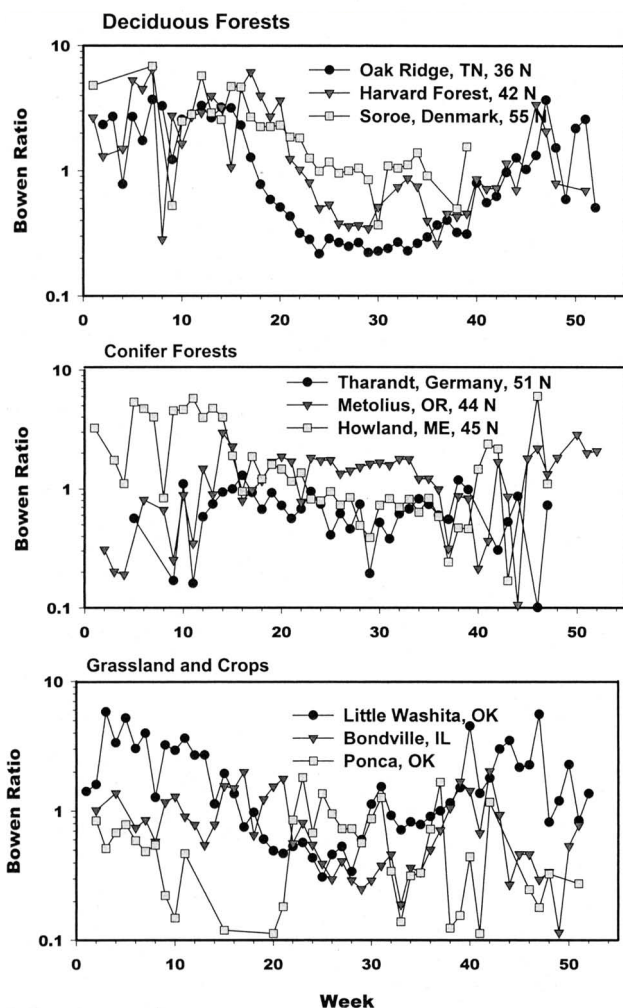 Deciduous Forests
10
1
0.1
Bowen Ratio
Oak Ridge, TN, 36 N
Harvard Forest, 42 N
Soroe, Denmark, 55 N
0 10 20 30 40 50
Conifer Forests
10
1
0.1
Bowen Ratio
Tharandt, Germany, 51 N
Metolius, OR, 44 N
Howland, ME, 45 N
0 10 20 30 40 50
Grassland and Crops
10
1
0.1
Bowen Ratio
Little Washita, OK
Bondville, IL
Ponca, OK
0 10 20 30 40 50
Week